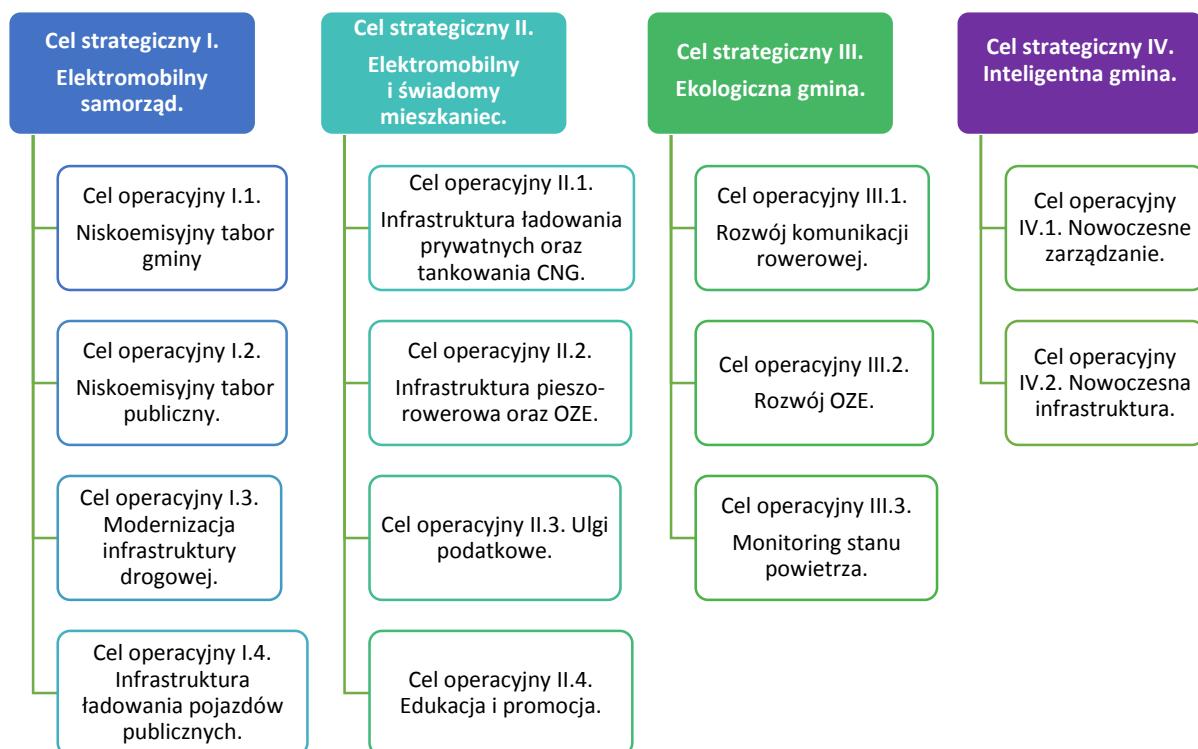 Cel strategiczny I.
Elektromobilny
samorząd.
Cel operacyjny I.1.
Niskoemisyjny tabor
gminy
Cel operacyjny I.2.
Niskoemisyjny tabor
publiczny.
Cel operacyjny I.3.
Modernizacja
infrastruktury
drogowej.
Cel operacyjny I.4.
Infrastruktura
ładowania pojazdów
publicznych.
Cel strategiczny II.
Elektromobilny
i świadomy
mieszkaniec.
Cel operacyjny II.1.
Infrastruktura ładowania
prywatnych oraz
tankowania CNG.
Cel operacyjny II.2.
Infrastruktura pieszo-
rowerowa oraz OZE.
Cel operacyjny II.3. Ulgi
podatkowe.
Cel operacyjny II.4.
Edukacja i promocja.
Cel strategiczny III.
Ekologiczna gmina.
Cel operacyjny III.1.
Rozwój komunikacji
rowerowej.
Cel operacyjny III.2.
Rozwój OZE.
Cel operacyjny III.3.
Monitoring stanu
powietrza.
Cel strategiczny IV.
Inteligentna gmina.
Cel operacyjny
IV.1. Nowoczesne
zarządzanie.
Cel operacyjny
IV.2. Nowoczesna
infrastruktura.